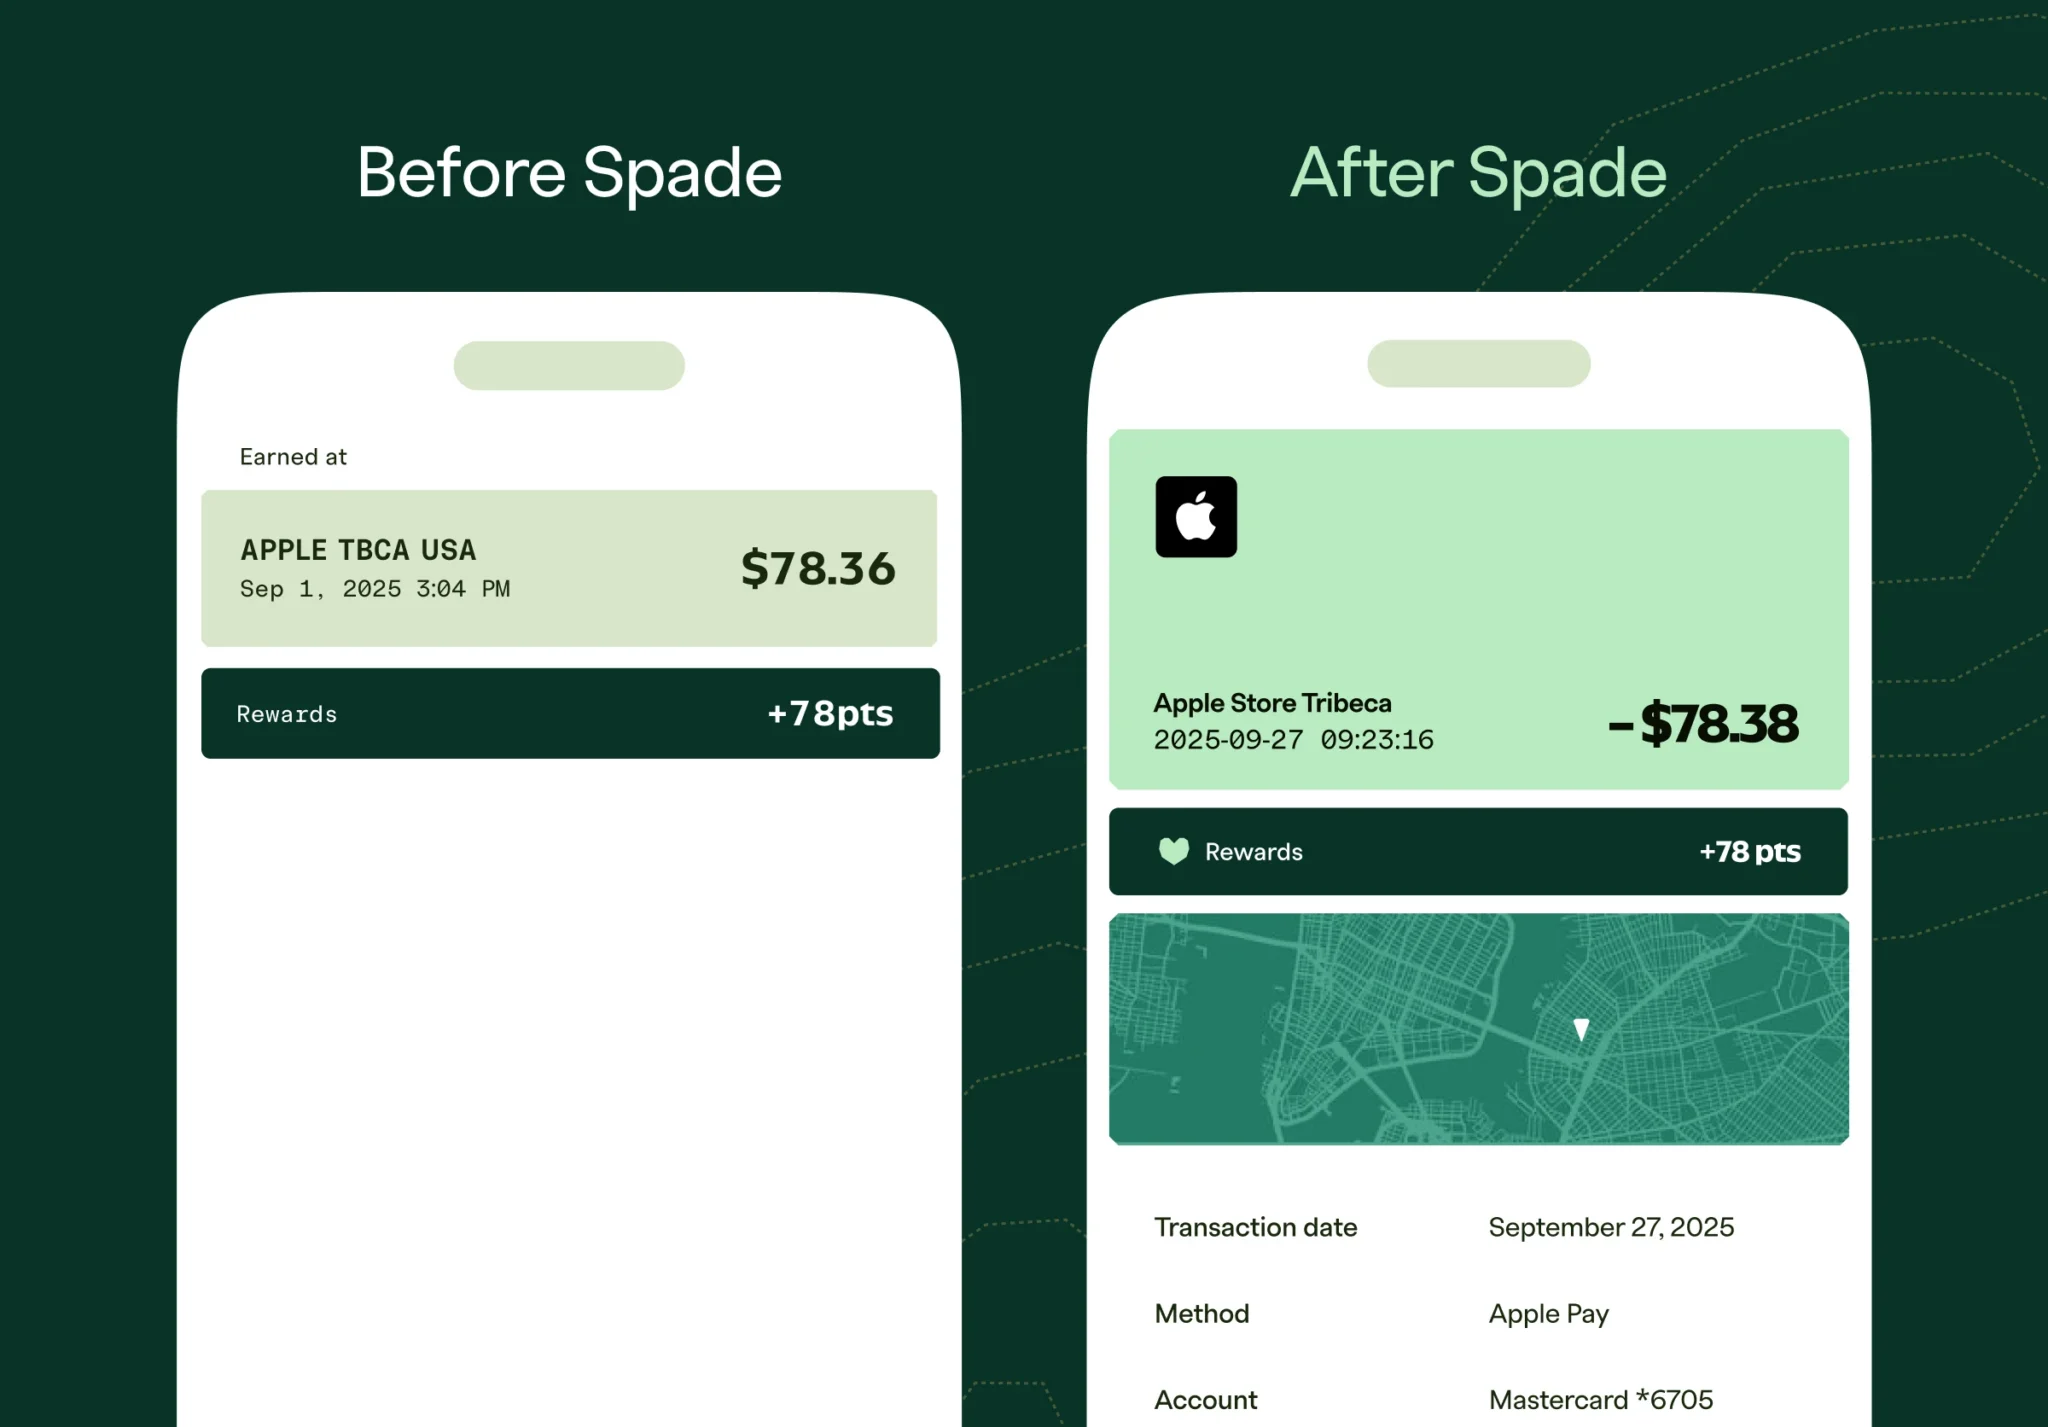 Before Spade
Earned at
APPLE TBCA USA
Sep 1, 2025 3:04 PM
$78.36
Rewards
+78pts
After Spade
Apple Store Tribeca
2025-09-27 09:23:16
-$78.38
Rewards
+78 pts
Transaction date September 27, 2025
Method Apple Pay
Account Mastercard *6705